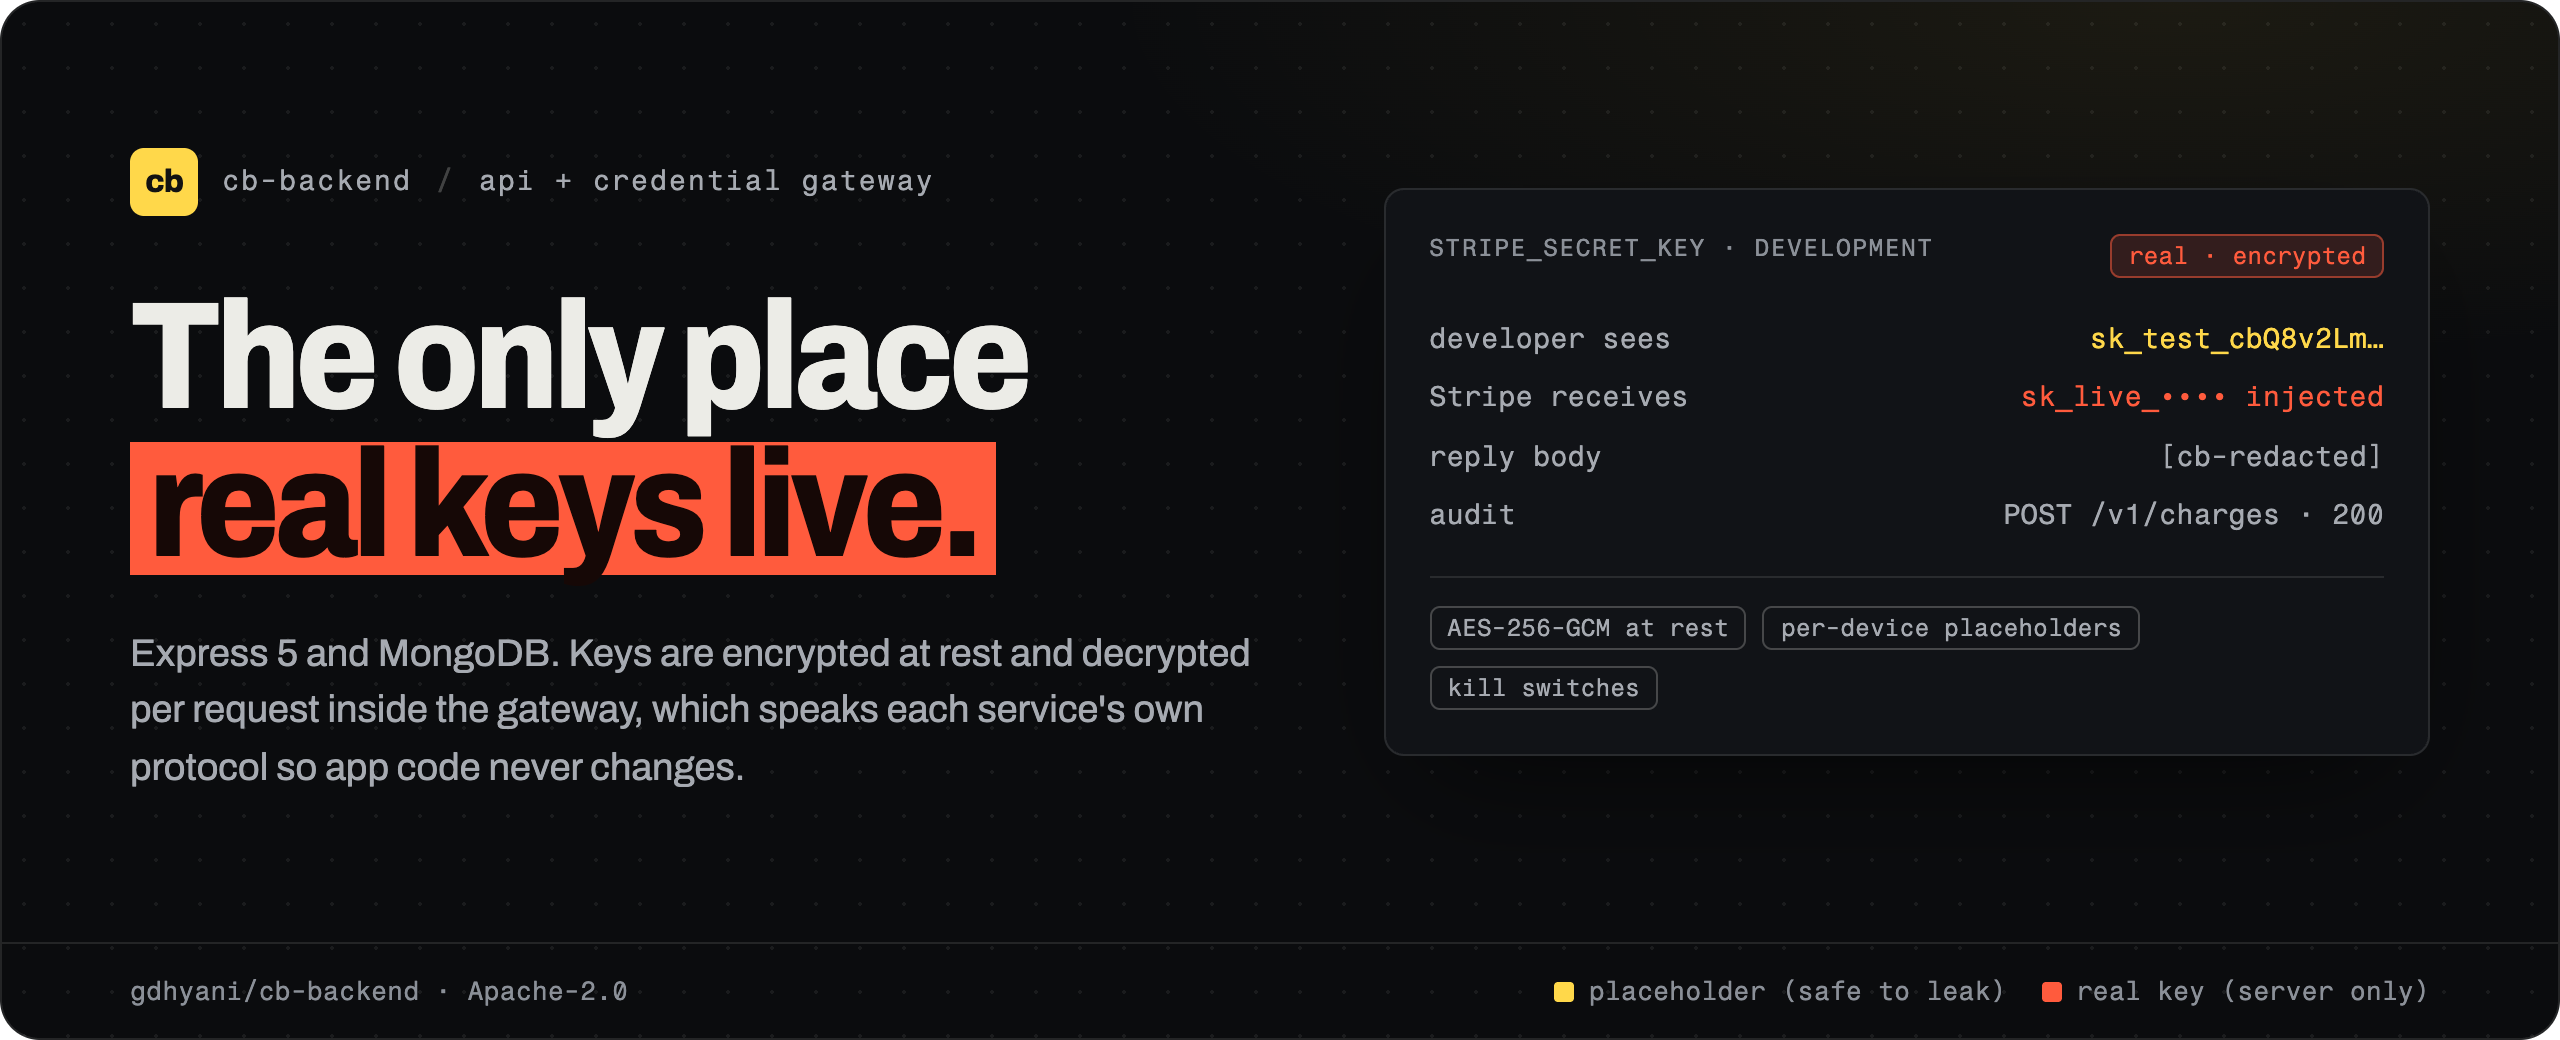 cb
cb-backend / api + credential gateway
The only place
real keys live.
Express 5 and MongoDB. Keys are encrypted at rest and decrypted
per request inside the gateway, which speaks each service's own
protocol so app code never changes.
STRIPE_SECRET_KEY · DEVELOPMENT
real · encrypted
developer sees sk_test_cbQ8v2Lm…
Stripe receives sk_live_•••• injected
reply body [cb-redacted]
audit POST /v1/charges · 200
AES-256-GCM at rest per-device placeholders
kill switches
gdhyani/cb-backend · Apache-2.0
placeholder (safe to leak) real key (server only)